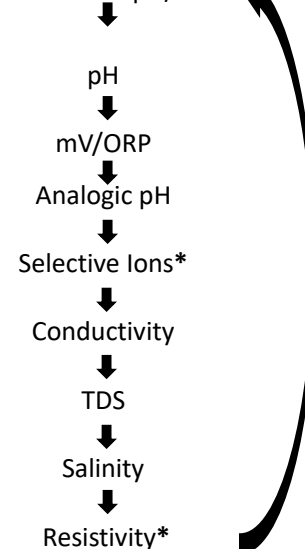 pH
mV/ORP
Analogic pH
Selective Ions*
Conductivity
TDS
Salinity
Resistivity*